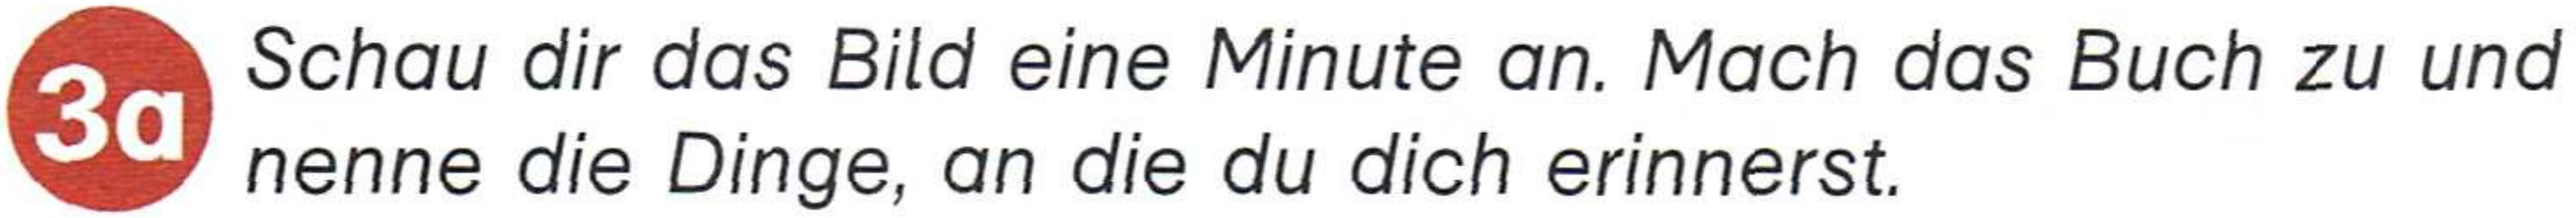 3a Schau dir das Bild eine Minute an. Mach das Buch zu und
nenne die Dinge, an die du dich erinnerst.